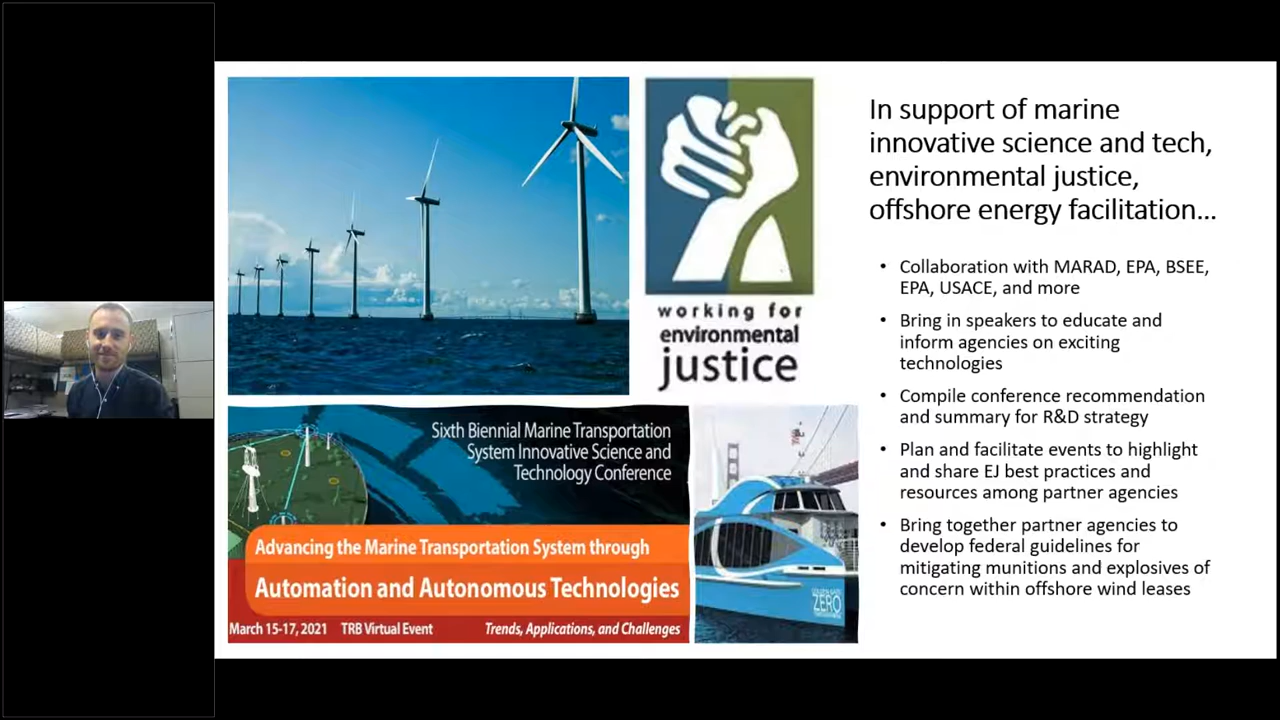 In support of marine
innovative science and tech,
environmental justice,
offshore energy facilitation...
• Collaboration with MARAD, EPA, BSEE,
EPA, USACE, and more
• Bring in speakers to educate and
inform agencies on exciting
technologies
• Compile conference recommendation
and summary for R&D strategy
• Plan and facilitate events to highlight
and share EJ best practices and
resources among partner agencies
• Bring together partner agencies to
develop federal guidelines for
mitigating munitions and explosives of
concern within offshore wind leases
working for
environmental
justice
Sixth Biennial Marine Transportation
System Innovative Science and
Technology Conference
Advancing the Marine Transportation System through
Automation and Autonomous Technologies
March 15-17, 2021 TRB Virtual Event Trends, Applications, and Challenges
ZERO